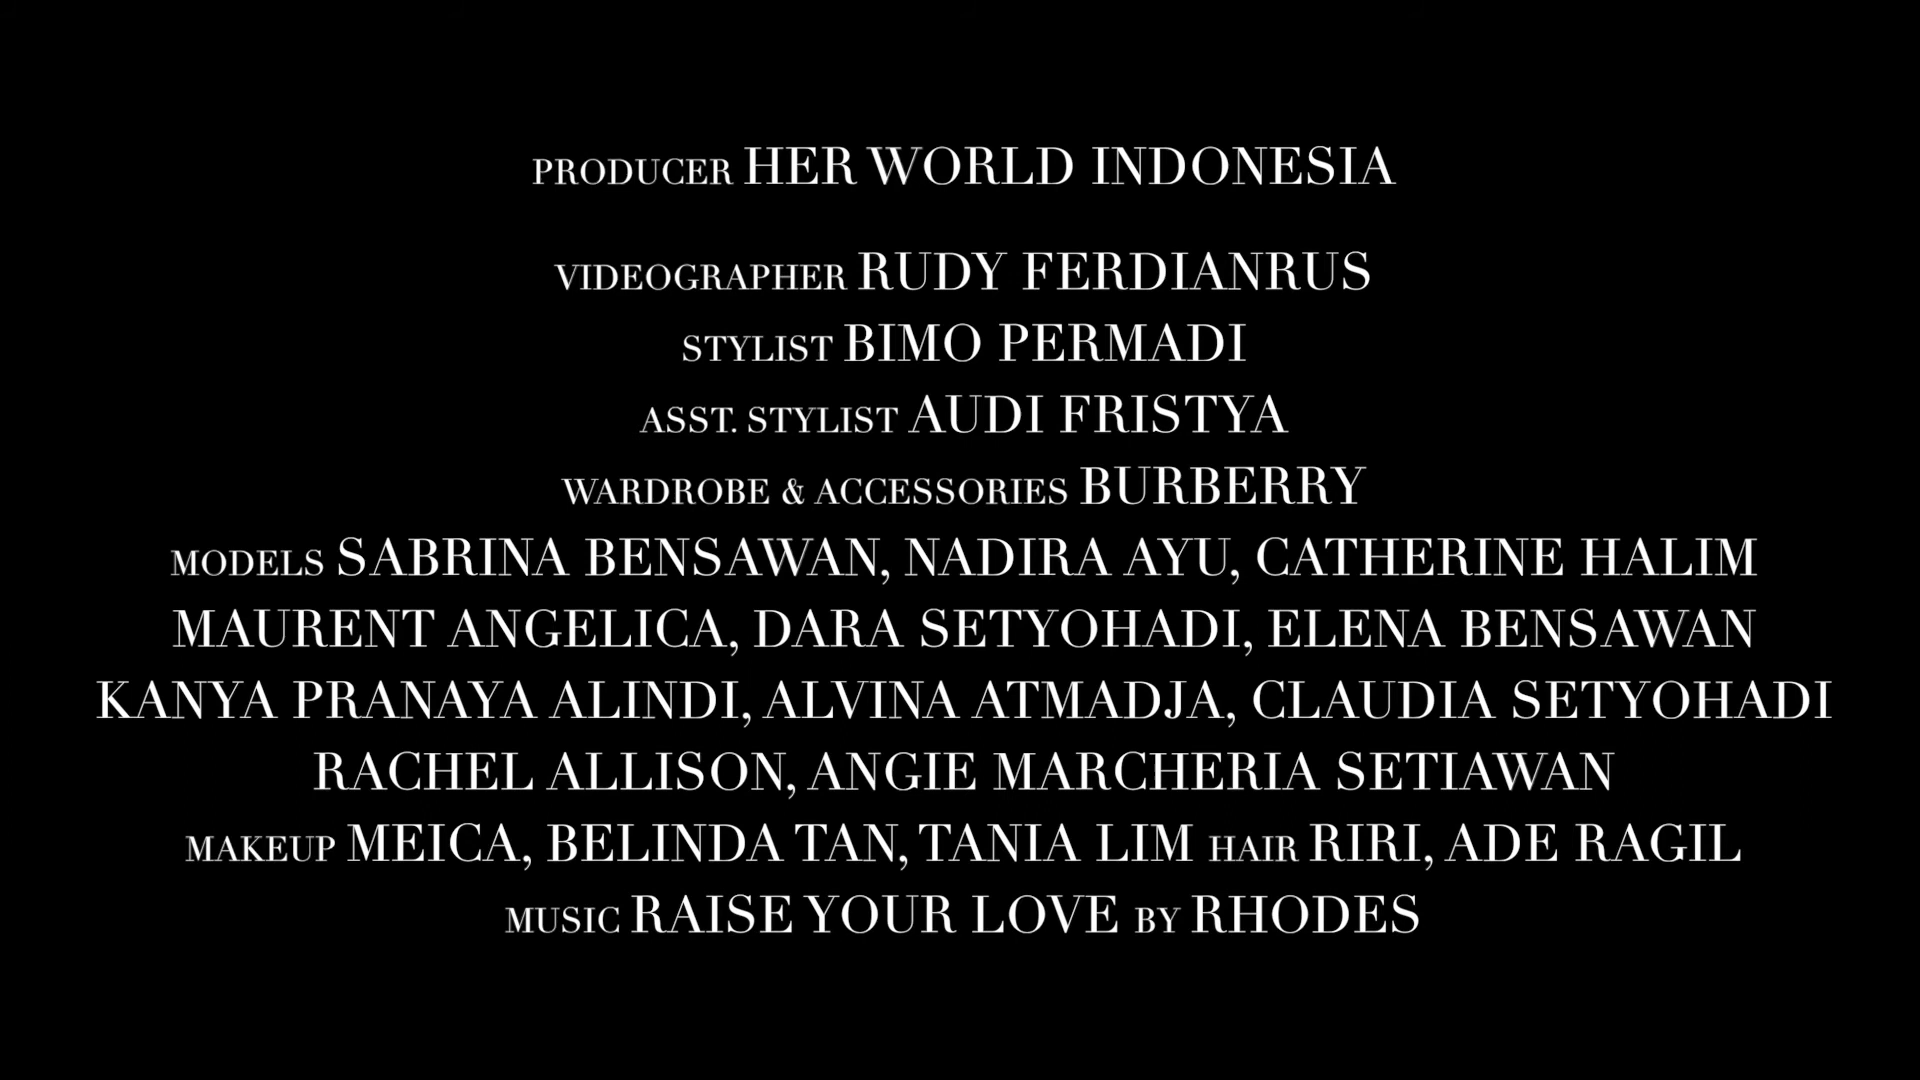 PRODUCER HER WORLD INDONESIA
VIDEOGRAPHER RUDY FERDIANRUS
STYLIST BIMO PERMADI
ASST. STYLIST AUDI FRISTYA
WARDROBE & ACCESSORIES BURBERRY
MODELS SABRINA BENSAWAN, NADIRA AYU, CATHERINE HALIM
MAURENT ANGELICA, DARA SETYOHADI, ELENA BENSAWAN
KANYA PRANAYA ALINDI, ALVINA ATMADJA, CLAUDIA SETYOHADI
RACHEL ALLISON, ANGIE MARCHERIA SETIAWAN
MAKEUP MEICA, BELINDA TAN, TANIA LIM HAIR RIRI, ADE RAGIL
MUSIC RAISE YOUR LOVE BY RHODES